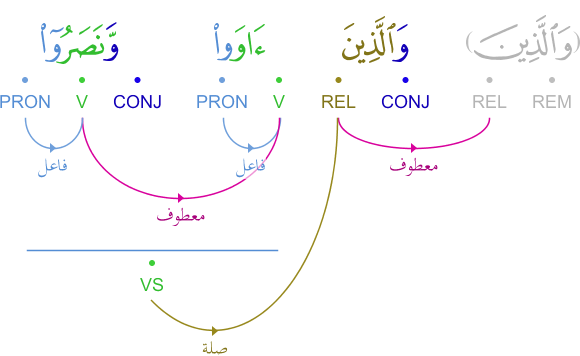 (وَٱلَّذِينَ) وَٱلَّذِينَ ءَاوَوا۟ وَّنَصَرُوٓا۟
REM REL CONJ REL V PRON CONJ V PRON
معطوف فاعل فاعل
معطوف
VS
صلة